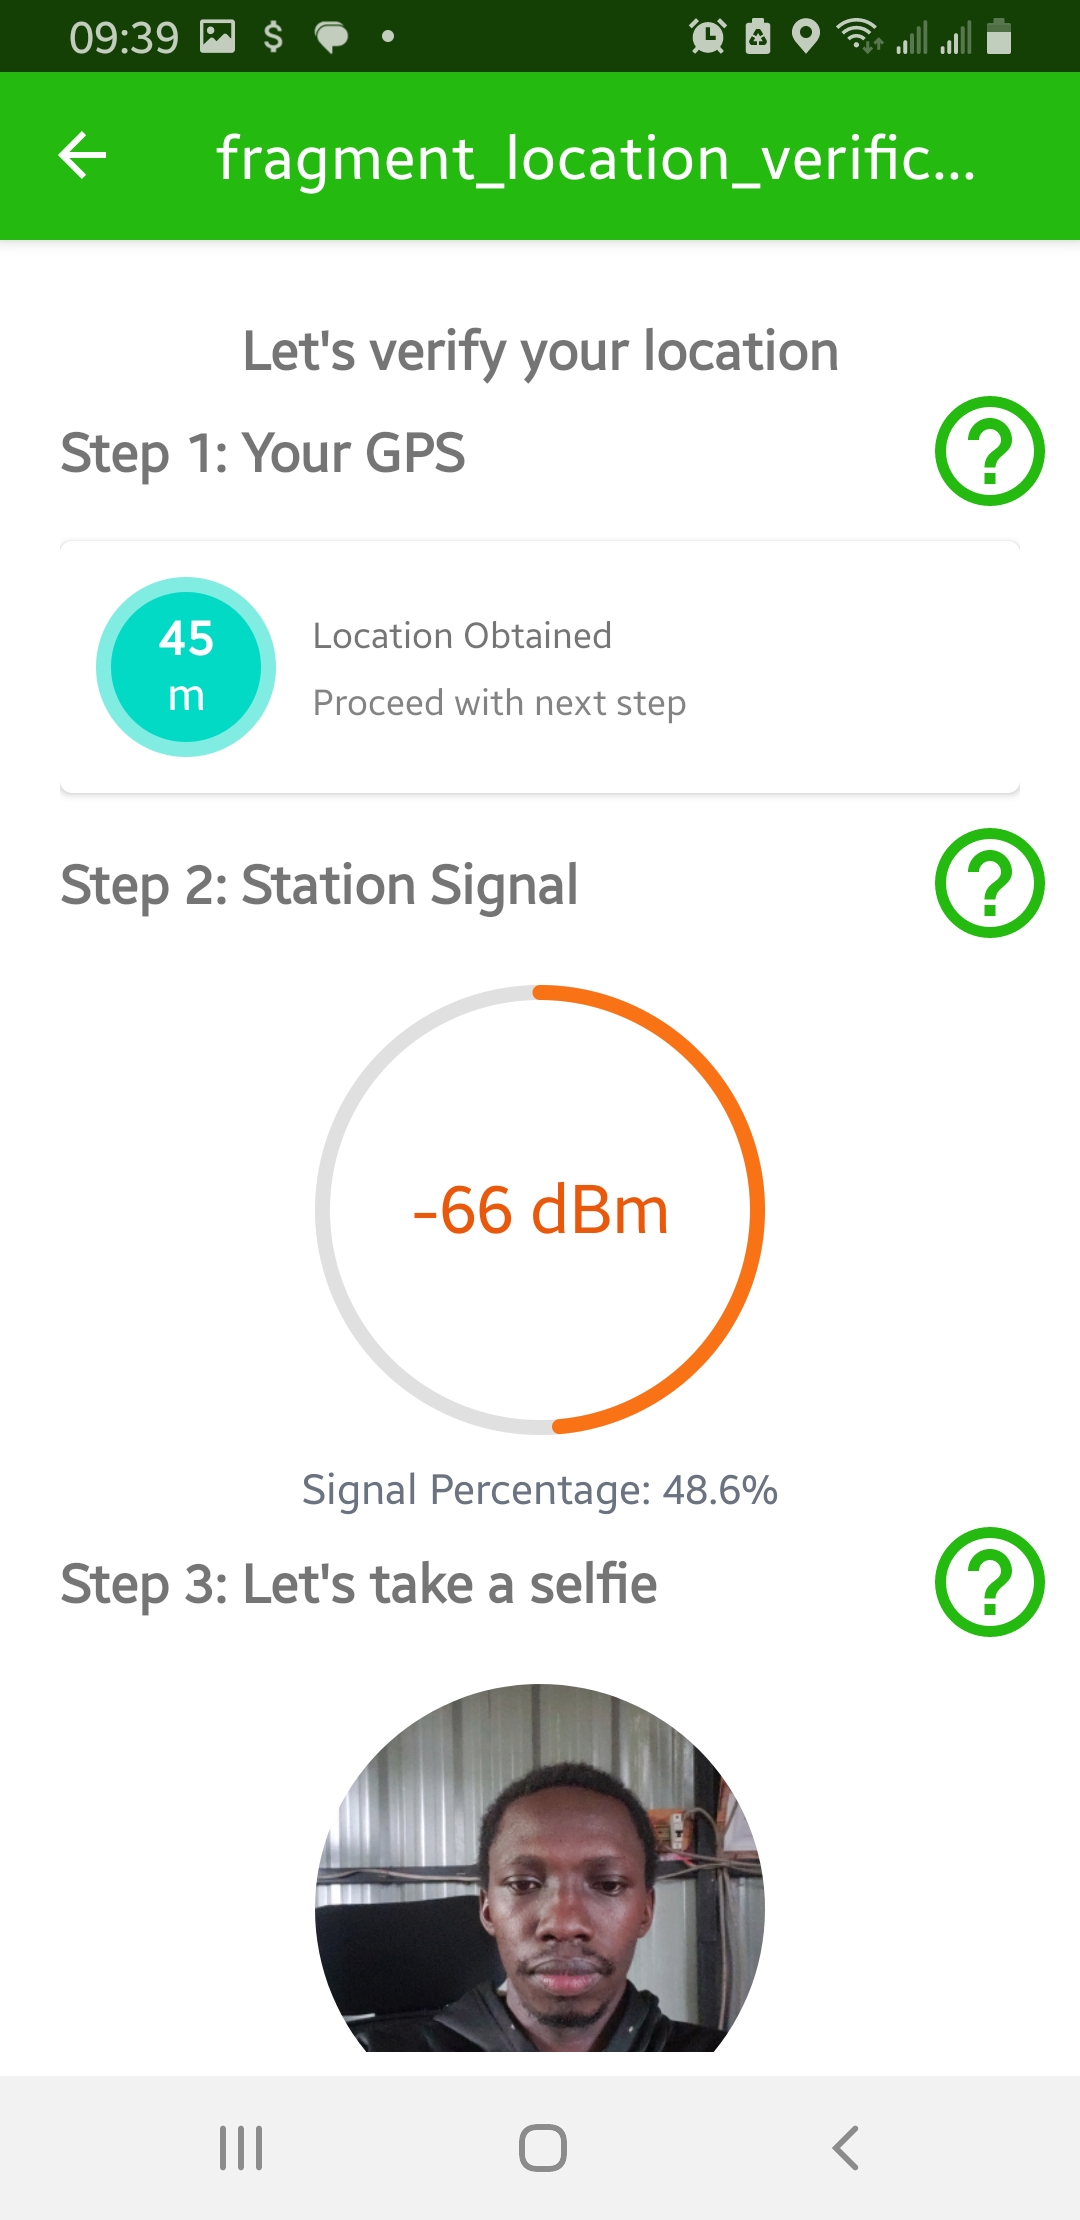 09:39
fragment_location_verific...
Let's verify your location
Step 1: Your GPS
?
45
m
Location Obtained
Proceed with next step
Step 2: Station Signal
?
-66 dBm
Signal Percentage: 48.6%
Step 3: Let's take a selfie
?